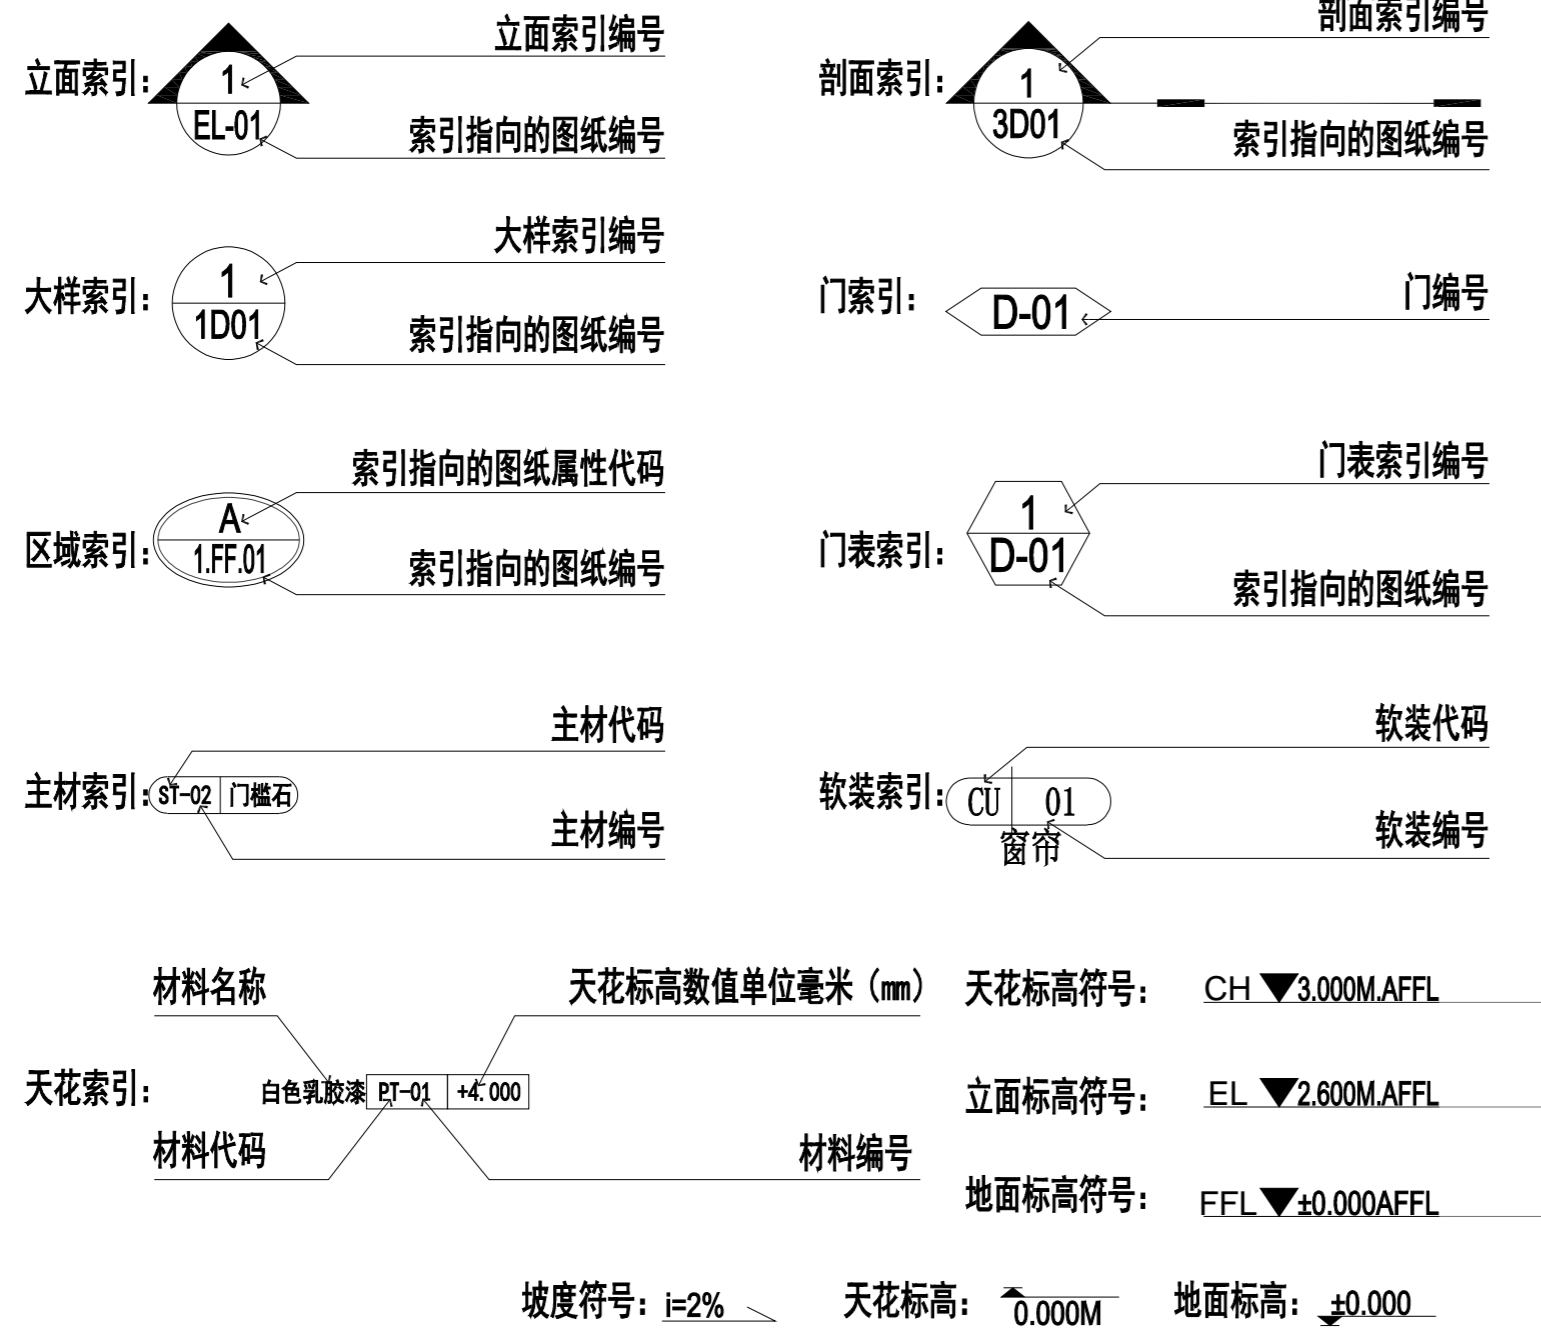 立面索引编号
立面索引：
1
EL-01
索引指向的图纸编号
剖面索引编号
剖面索引：
1
3D01
索引指向的图纸编号
大样索引编号
大样索引：
1
1D01
索引指向的图纸编号
门索引：
D-01
门编号
索引指向的图纸属性代码
区域索引：
A
1.FF.01
索引指向的图纸编号
门表索引编号
门表索引：
1
D-01
索引指向的图纸编号
主材代码
主材索引：
ST-02 门槛石
主材编号
软装代码
软装索引：
CU 01
窗帘
软装编号
材料名称
天花标高数值单位毫米（mm）
天花索引：
白色乳胶漆 PT-01 +4.000
材料代码
材料编号
天花标高符号： CH 3.000M.AFFL
立面标高符号： EL 2.600M.AFFL
地面标高符号： FFL ±0.000AFFL
坡度符号： i=2%
天花标高： 0.000M
地面标高： ±0.000